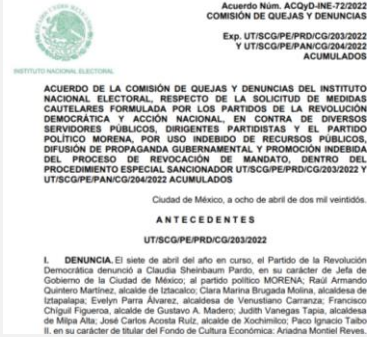 Acuerdo Núm. ACQyD-INE-72/2022
COMISIÓN DE QUEJAS Y DENUNCIAS
Exp. UT/SCG/PE/PRD/CG/203/2022
Y UT/SCG/PE/PAN/CG/204/2022
ACUMULADOS
INSTITUTO NACIONAL ELECTORAL
ACUERDO DE LA COMISIÓN DE QUEJAS Y DENUNCIAS DEL INSTITUTO
NACIONAL ELECTORAL, RESPECTO DE LA SOLICITUD DE MEDIDAS
CAUTELARES FORMULADA POR LOS PARTIDOS DE LA REVOLUCIÓN
DEMOCRÁTICA Y ACCIÓN NACIONAL, EN CONTRA DE DIVERSOS
SERVIDORES PÚBLICOS, DIRIGENTES PARTIDISTAS Y EL PARTIDO
POLÍTICO MORENA, POR USO INDEBIDO DE RECURSOS PÚBLICOS,
DIFUSIÓN DE PROPAGANDA GUBERNAMENTAL Y PROMOCIÓN INDEBIDA
DEL PROCESO DE REVOCACIÓN DE MANDATO, DENTRO DEL
PROCEDIMIENTO ESPECIAL SANCIONADOR UT/SCG/PE/PRD/CG/203/2022 Y
UT/SCG/PE/PAN/CG/204/2022 ACUMULADOS
Ciudad de México, a ocho de abril de dos mil veintidós.
A N T E C E D E N T E S
UT/SCG/PE/PRD/CG/203/2022
I. DENUNCIA. El siete de abril del año en curso, el Partido de la Revolución
Democrática denunció a Claudia Sheinbaum Pardo, en su carácter de Jefa de
Gobierno de la Ciudad de México; al partido político MORENA; Raúl Armando
Quintero Martínez, alcalde de Iztacalco; Clara Marina Brugada Molina, alcaldesa de
Iztapalapa; Evelyn Parra Álvarez, alcaldesa de Venustiano Carranza; Francisco
Chíguil Figueroa, alcalde de Gustavo A. Madero; Judith Vanegas Tapia, alcaldesa
de Milpa Alta; José Carlos Acosta Ruíz, alcalde de Xochimilco; Paco Ignacio Taibo
II, en su carácter de titular del Fondo de Cultura Económica; Ariadna Montiel Reyes,